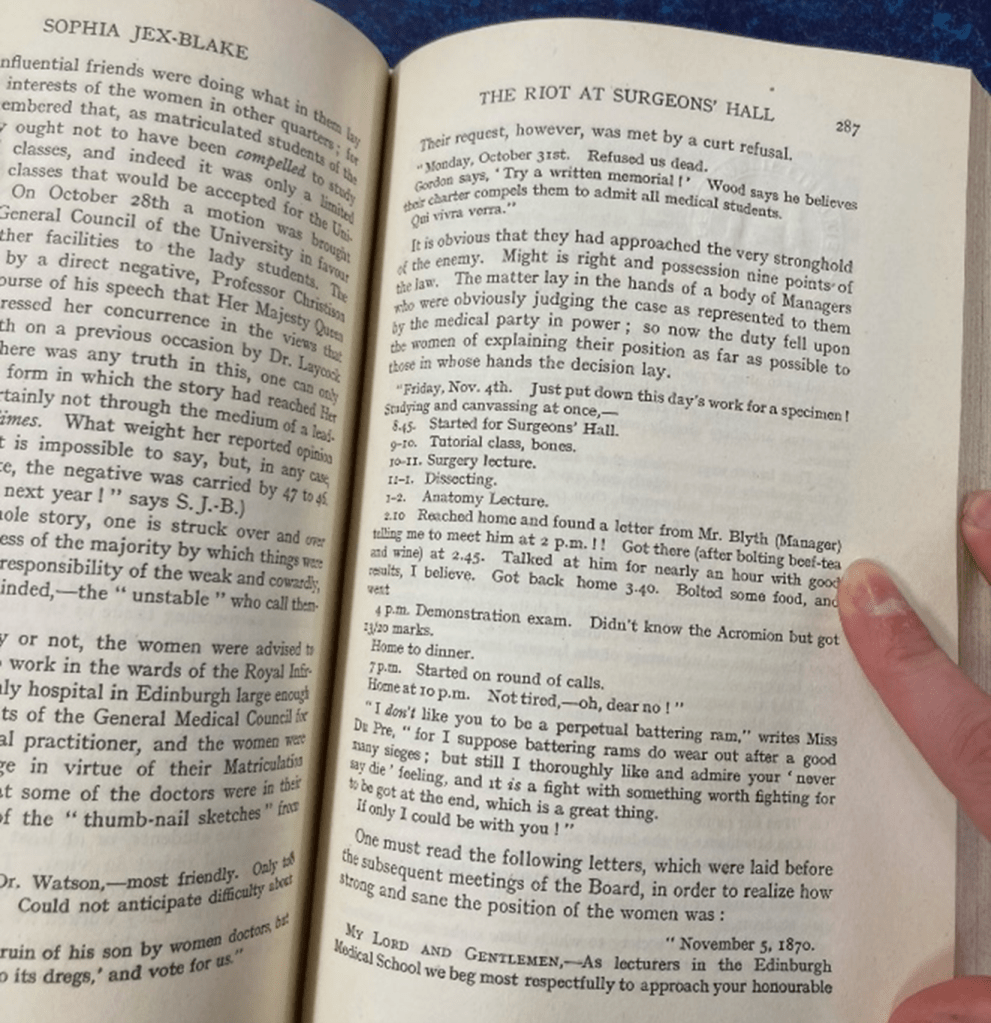 SOPHIA JEX-BLAKE
nfluential friends were doing what in them lay
interests of the women in other quarters; for
embered that, as matriculated students of the
y ought not to have been compelled to study
classes, and indeed it was only a limited
classes that would be accepted for the Uni-
On October 28th a motion was brought
General Council of the University in favour
ther facilities to the lady students. The
by a direct negative, Professor Christison
ourse of his speech that Her Majesty Queen
ressed her concurrence in the views that
th on a previous occasion by Dr. Laycock
here was any truth in this, one can only
form in which the story had reached Her
rtainly not through the medium of a lead-
imes. What weight her reported opinion
t is impossible to say, but, in any case,
te, the negative was carried by 47 to 46.
next year!" says S. J.-B.)
ole story, one is struck over and over
ess of the majority by which things were
responsibility of the weak and cowardly,
inded,—the "unstable" who call them-
y or not, the women were advised to
work in the wards of the Royal Infir-
ly hospital in Edinburgh large enough
ts of the General Medical Council for
al practitioner, and the women were
ge in virtue of their Matriculation
at some of the doctors were in their
of the "thumb-nail sketches" from
Dr. Watson,—most friendly. Only
Could not anticipate difficulty about
ruin of his son by women doctors, but
o its dregs,' and vote for us."
THE RIOT AT SURGEONS' HALL 287
Their request, however, was met by a curt refusal.
"Monday, October 31st. Refused us dead.
Gordon says, 'Try a written memorial!' Wood says he believes
their charter compels them to admit all medical students.
Qui vivra verra."
It is obvious that they had approached the very stronghold
of the enemy. Might is right and possession nine points of
the law. The matter lay in the hands of a body of Managers
who were obviously judging the case as represented to them
by the medical party in power; so now the duty fell upon
the women of explaining their position as far as possible to
those in whose hands the decision lay.
"Friday, Nov. 4th. Just put down this day's work for a specimen!
Studying and canvassing at once,—
8.45. Started for Surgeons' Hall.
9-10. Tutorial class, bones.
10-11. Surgery lecture.
11-1. Dissecting.
1-2. Anatomy Lecture.
2.10 Reached home and found a letter from Mr. Blyth (Manager)
telling me to meet him at 2 p.m.!! Got there (after bolting beef-tea
and wine) at 2.45. Talked at him for nearly an hour with good
results, I believe. Got back home 3.40. Bolted some food, and
went
4 p.m. Demonstration exam. Didn't know the Acromion but got
13/20 marks.
Home to dinner.
7 p.m. Started on round of calls.
Home at 10 p.m. Not tired,—oh, dear no!"
"I don't like you to be a perpetual battering ram," writes Miss
Du Pre, "for I suppose battering rams do wear out after a good
many sieges; but still I thoroughly like and admire your 'never
say die' feeling, and it is a fight with something worth fighting for
to be got at the end, which is a great thing.
If only I could be with you!"
One must read the following letters, which were laid before
the subsequent meetings of the Board, in order to realize how
strong and sane the position of the women was:
"November 5, 1870.
MY LORD AND GENTLEMEN,—As lecturers in the Edinburgh
Medical School we beg most respectfully to approach your honourable